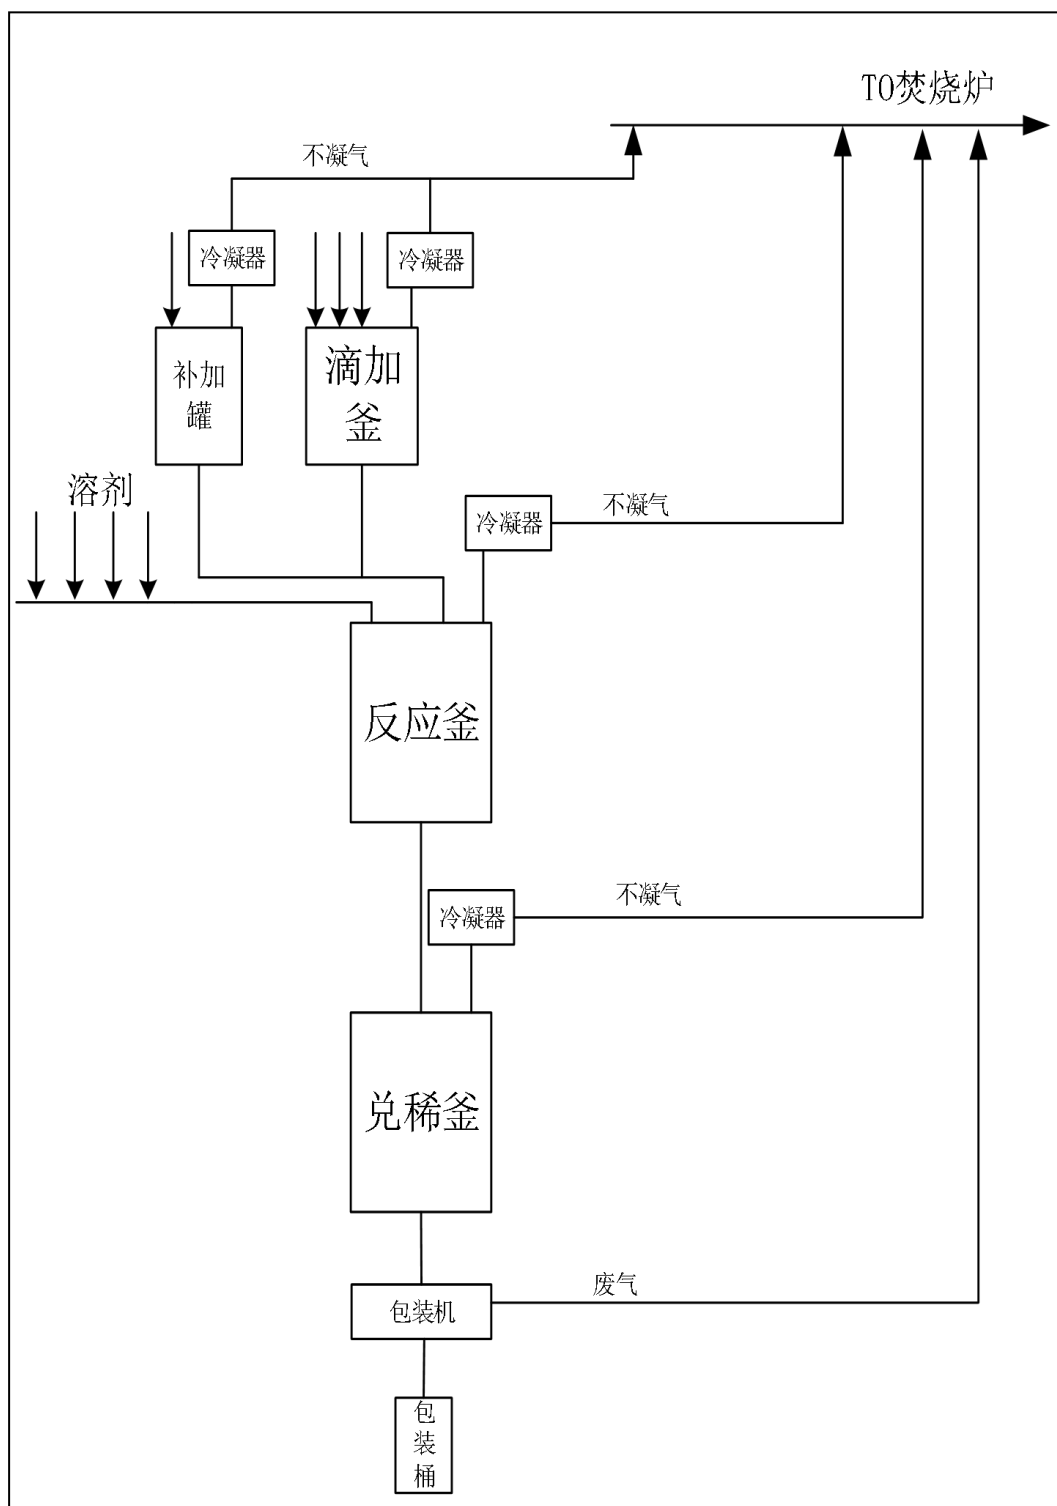 TO焚烧炉
不凝气
冷凝器
冷凝器
补加
罐
滴加
釜
溶剂
冷凝器
不凝气
反应釜
冷凝器
不凝气
兑稀釜
包装机
废气
包
装
桶